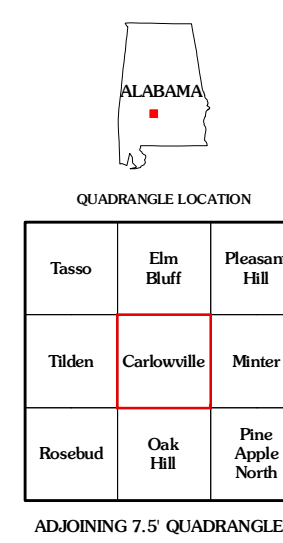 ALABAMA
QUADRANGLE LOCATION
Tasso
Elm
Bluff
Pleasant
Hill
Tilden
Carlowville
Minter
Rosebud
Oak
Hill
Pine
Apple
North
ADJOINING 7.5' QUADRANGLE